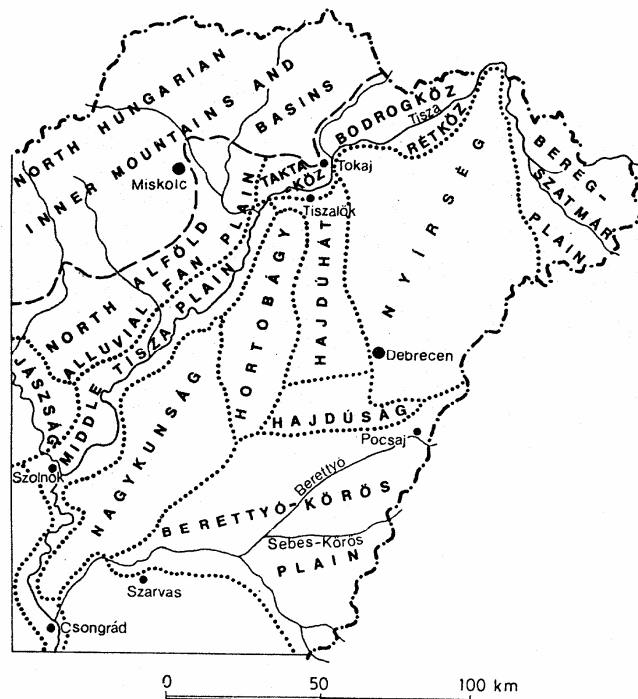 NORTH HUNGARIAN
INNER MOUNTAINS AND
BASINS
BODROGKÖZ
Tisza
RÉTKÖZ
BEREG-
SZATMÁR
PLAIN
TAKTA
-KÖZ
Tokaj
Miskolc
Tiszalök
NORTH ALFÖLD
ALLUVIAL FAN PLAIN
MIDDLE TISZA PLAIN
HORTOBÁGY
HAJDÚHÁT
NYÍRSÉG
Debrecen
JÁSZSÁG
NAGYKUNSÁG
HAJDÚSÁG
Pocsaj
Szolnok
Berettyó
BERETTYÓ-KÖRÖS
Sebes-Körös
PLAIN
Szarvas
Csongrád
0 50 100 km